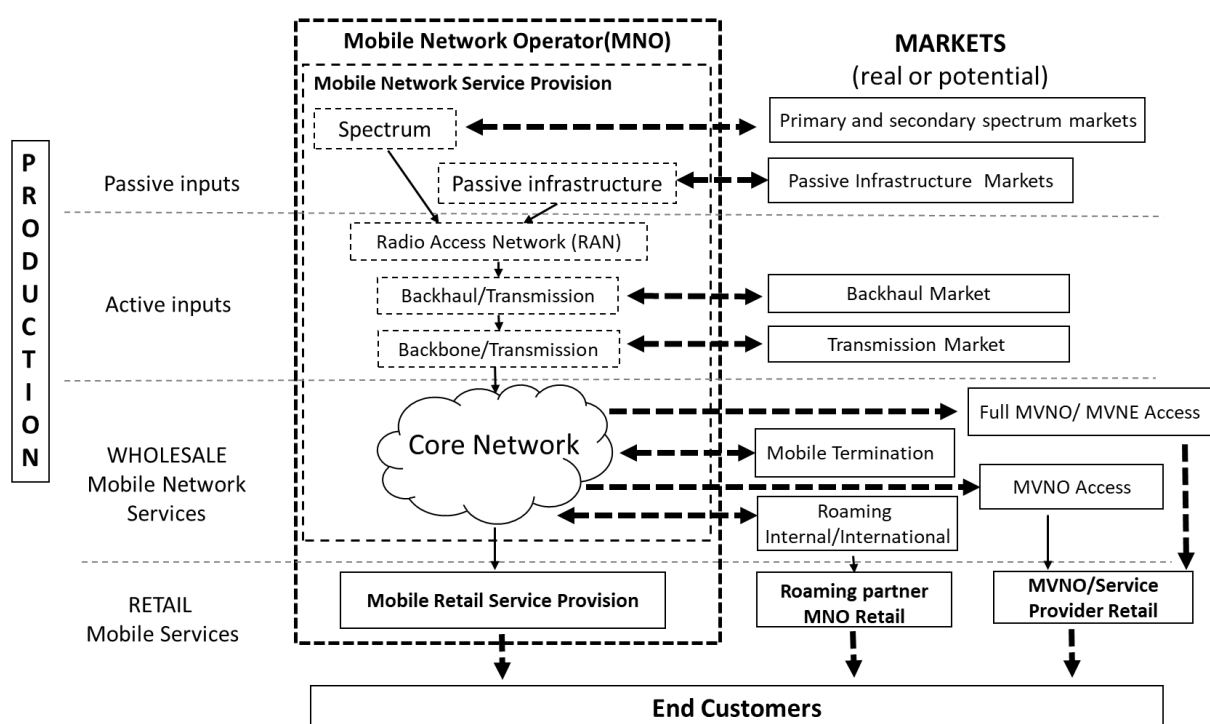 Mobile Network Operator(MNO)
MARKETS
(real or potential)
Mobile Network Service Provision
PRODUCTION
Passive inputs
Spectrum
Primary and secondary spectrum markets
Passive infrastructure
Passive Infrastructure Markets
Active inputs
Radio Access Network (RAN)
Backhaul/Transmission
Backhaul Market
Backbone/Transmission
Transmission Market
WHOLESALE
Mobile Network
Services
Core Network
Full MVNO/ MVNE Access
Mobile Termination
MVNO Access
Roaming
Internal/International
RETAIL
Mobile Services
Mobile Retail Service Provision
Roaming partner
MNO Retail
MVNO/Service
Provider Retail
End Customers